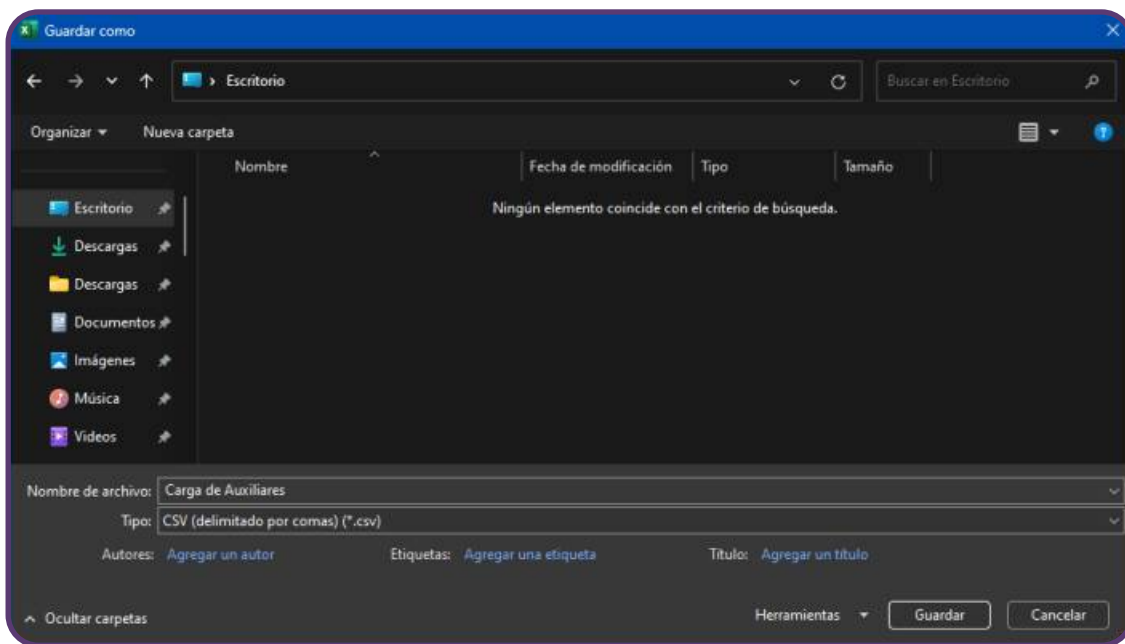 Guardar como
Escritorio
Buscar en Escritorio
Organizar
Nueva carpeta
Nombre
Fecha de modificación
Tipo
Tamaño
Ningún elemento coincide con el criterio de búsqueda.
Escritorio
Descargas
Descargas
Documentos
Imágenes
Música
Videos
Nombre de archivo: Carga de Auxiliares
Tipo: CSV (delimitado por comas) (*.csv)
Autores: Agregar un autor
Etiquetas: Agregar una etiqueta
Título: Agregar un título
Ocultar carpetas
Herramientas
Guardar
Cancelar